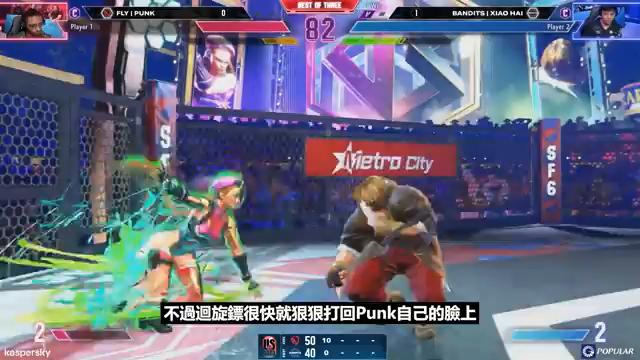 FLY | PUNK
0
BEST OF THREE
1
BANDITS | XIAO HAI
Player 1
82
Player 2
Metro City
SF6
SF6
不過迴旋鏢很快就狠狠打回Punk自己的臉上
2
2
50 10
40 0
kaspersky
POPULAR